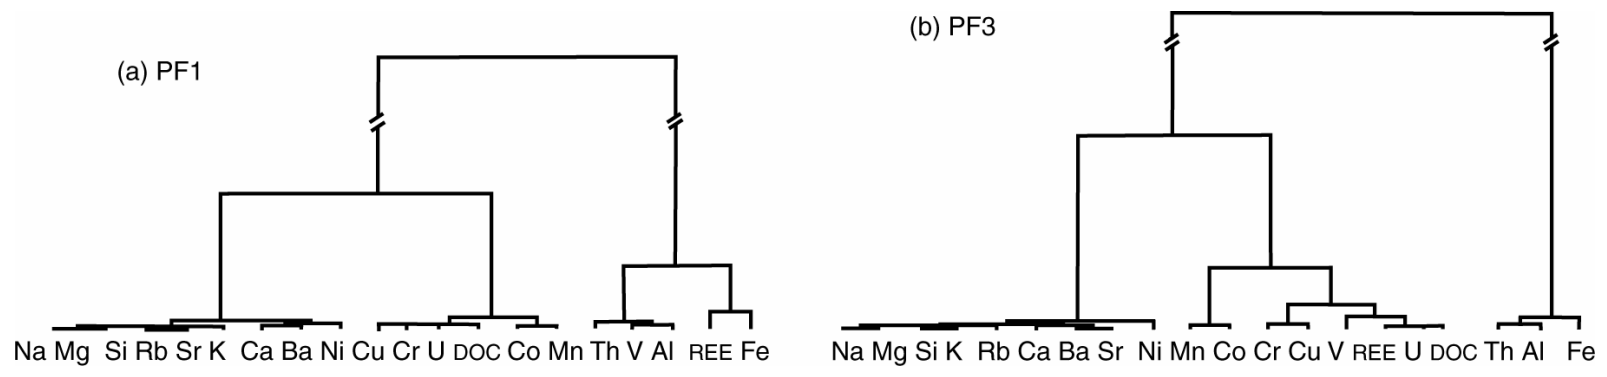 (a) PF1
(b) PF3
Na Mg Si Rb Sr K Ca Ba Ni Cu Cr U DOC Co Mn Th V Al REE Fe
Na Mg Si K Rb Ca Ba Sr Ni Mn Co Cr Cu V REE U DOC Th Al Fe